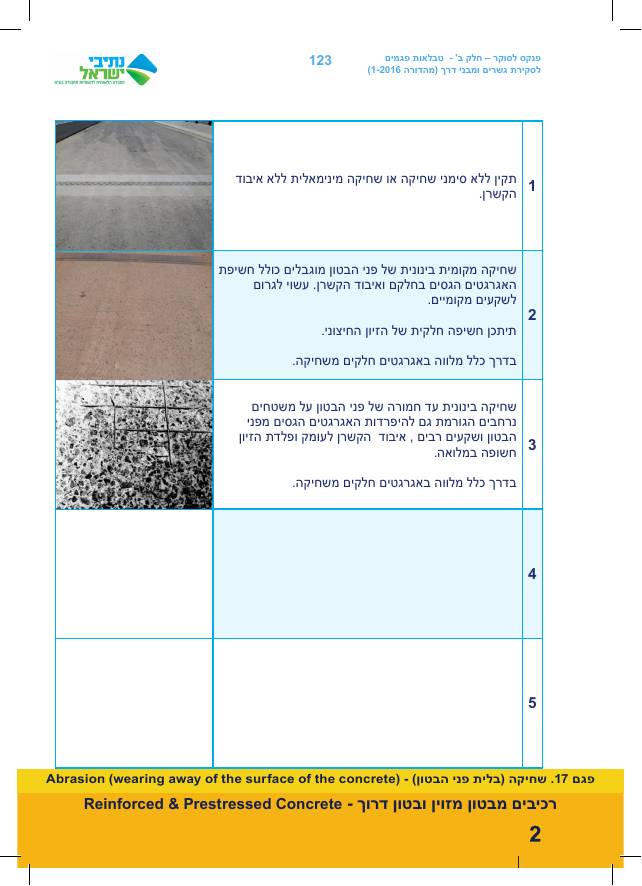 פנקס לסוקר – חלק ב' - טבלאות פגמים
לסקירת גשרים ומבני דרך (מהדורה 1-2016)
123
נתיבי
ישראל
1
תקין ללא סימני שחיקה או שחיקה מינימאלית ללא איבוד
הקשרן.
2
שחיקה מקומית בינונית של פני הבטון מוגבלים כולל חשיפת
האגרגטים הגסים בחלקם ואיבוד הקשרן. עשוי לגרום
לשקעים מקומיים.
תיתכן חשיפה חלקית של הזיון החיצוני.
בדרך כלל מלווה באגרגטים חלקים משחיקה.
3
שחיקה בינונית עד חמורה של פני הבטון על משטחים
נרחבים הגורמת גם להיפרדות האגרגטים הגסים מפני
הבטון ושקעים רבים , איבוד הקשרן לעומק ופלדת הזיון
חשופה במלואה.
בדרך כלל מלווה באגרגטים חלקים משחיקה.
4
5
פגם 17. שחיקה (בלית פני הבטון) - Abrasion (wearing away of the surface of the concrete)
רכיבים מבטון מזוין ובטון דרוך - Reinforced & Prestressed Concrete
2